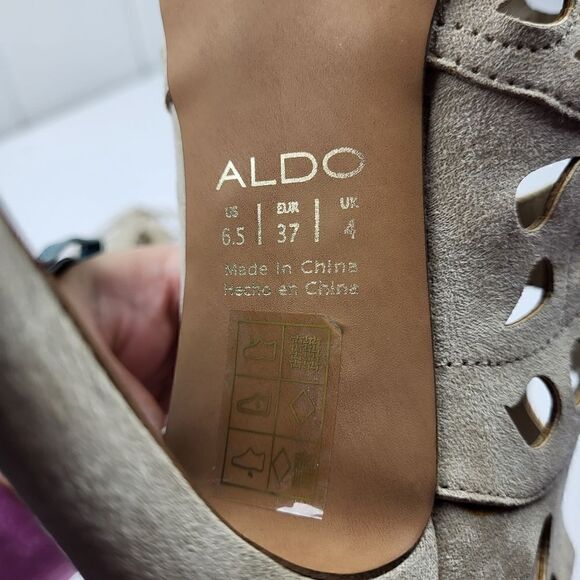 ALDO
US EUR UK
6.5 37 4
Made in China
Hecho en China